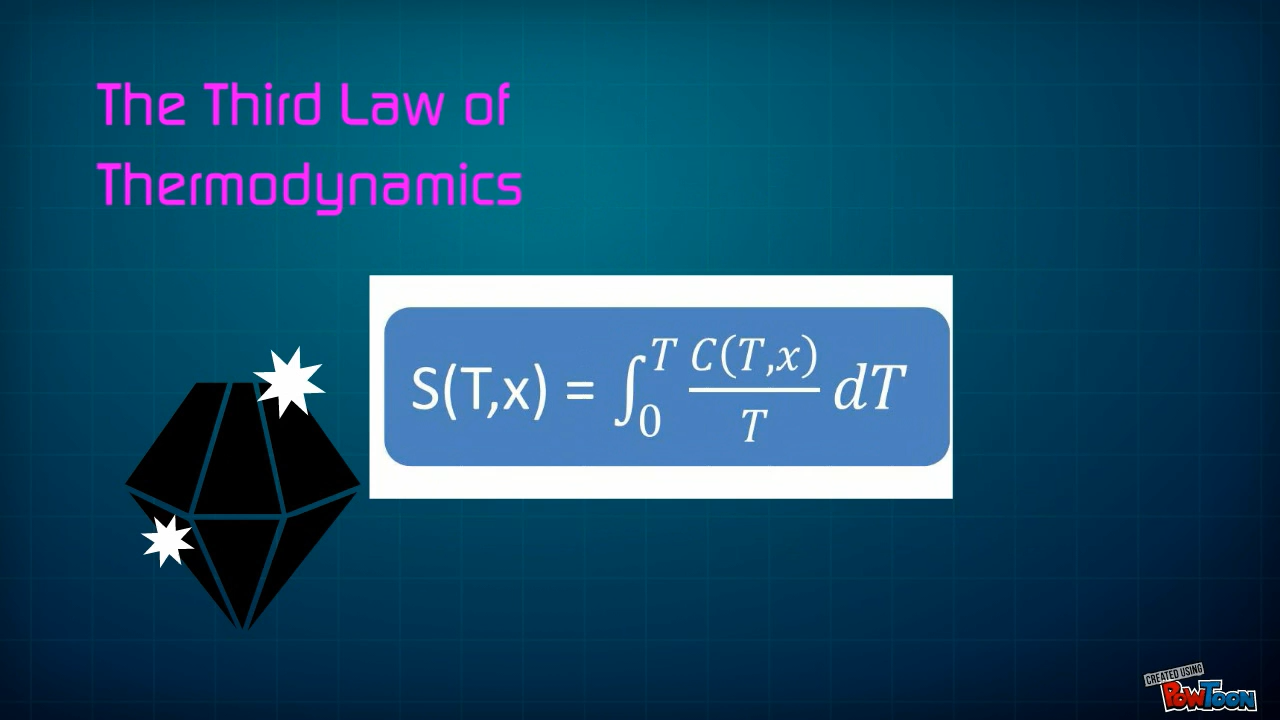 The Third Law of
Thermodynamics
S(T,x) = ∫₀ᵀ C(T,x)/T dT
CREATED USING
POWTOON